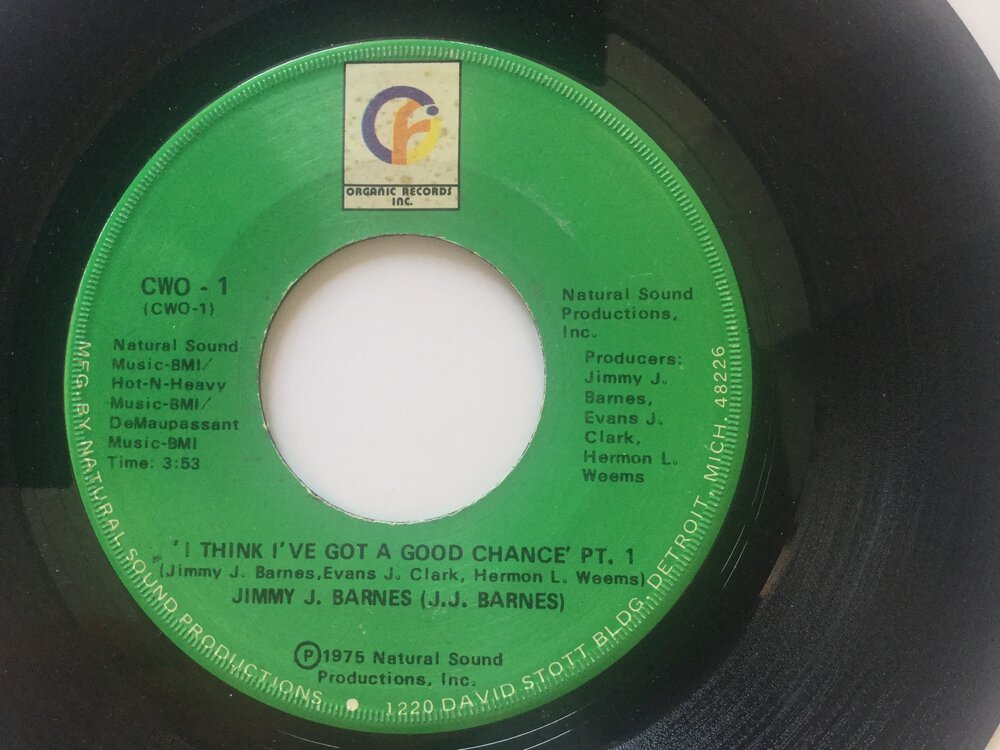 ORGANIC RECORDS
INC.
CWO - 1
(CWO-1)
Natural Sound
Music-BMI/
Hot-N-Heavy
Music-BMI/
DeMaupassant
Music-BMI
Time: 3:53
Natural Sound
Productions,
Inc.
Producers:
Jimmy J.
Barnes,
Evans J.
Clark,
Hermon L.
Weems
'I THINK I'VE GOT A GOOD CHANCE' PT. 1
(Jimmy J. Barnes,Evans J. Clark, Hermon L. Weems)
JIMMY J. BARNES (J.J. BARNES)
Ⓟ1975 Natural Sound
Productions, Inc.
MFG. BY NATURAL SOUND PRODUCTIONS • 1220 DAVID STOTT BLDG. DETROIT, MICH. 48226